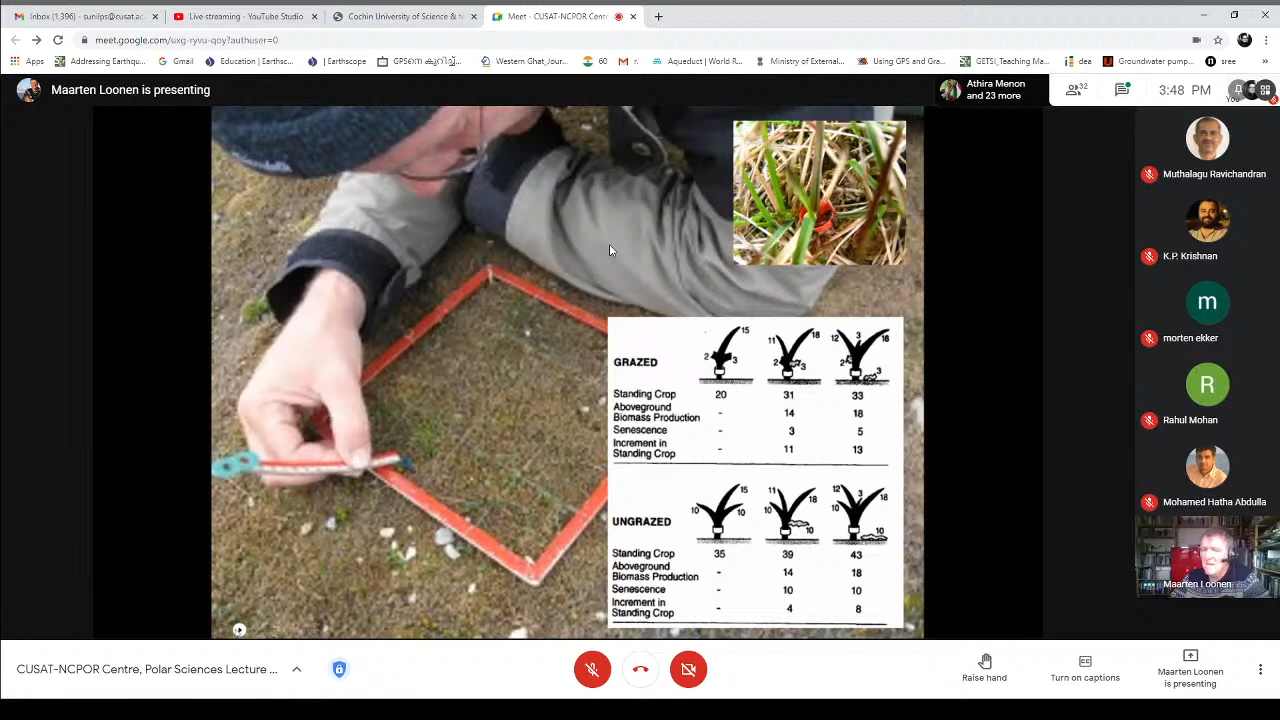 Inbox (1,396) - sunilps@cusat.ac.
Live streaming - YouTube Studio
Cochin University of Science & te
Meet - CUSAT-NCPOR Centr
meet.google.com/uxg-ryvu-qoy?authuser=0
Apps
Addressing Earthqu...
Gmail
Education | Earthsc...
| Earthscope
GPSഎന്ന
Western Ghat_Jour...
60
r.
Aqueduct | World R...
Ministry of External...
Using GPS and Gra...
GETSI_Teaching Ma...
idea
Groundwater pump...
sree
Maarten Loonen is presenting
Athira Menon
and 23 more
32
3:48 PM
You
Muthalagu Ravichandran
K.P. Krishnan
m
morten ekker
R
Rahul Mohan
Mohamed Hatha Abdulla
Maarten Loonen
GRAZED
2 15 3
11 18 2 3
12 3 18 2 3
Standing Crop 20 31 33
Aboveground
Biomass Production - 14 18
Senescence - 3 5
Increment in
Standing Crop - 11 13
UNGRAZED
10 15 10
11 18 10 10
12 3 18 10 10
Standing Crop 35 39 43
Aboveground
Biomass Production - 14 18
Senescence - 10 10
Increment in
Standing Crop - 4 8
CUSAT-NCPOR Centre, Polar Sciences Lecture ...
Raise hand
Turn on captions
Maarten Loonen
is presenting